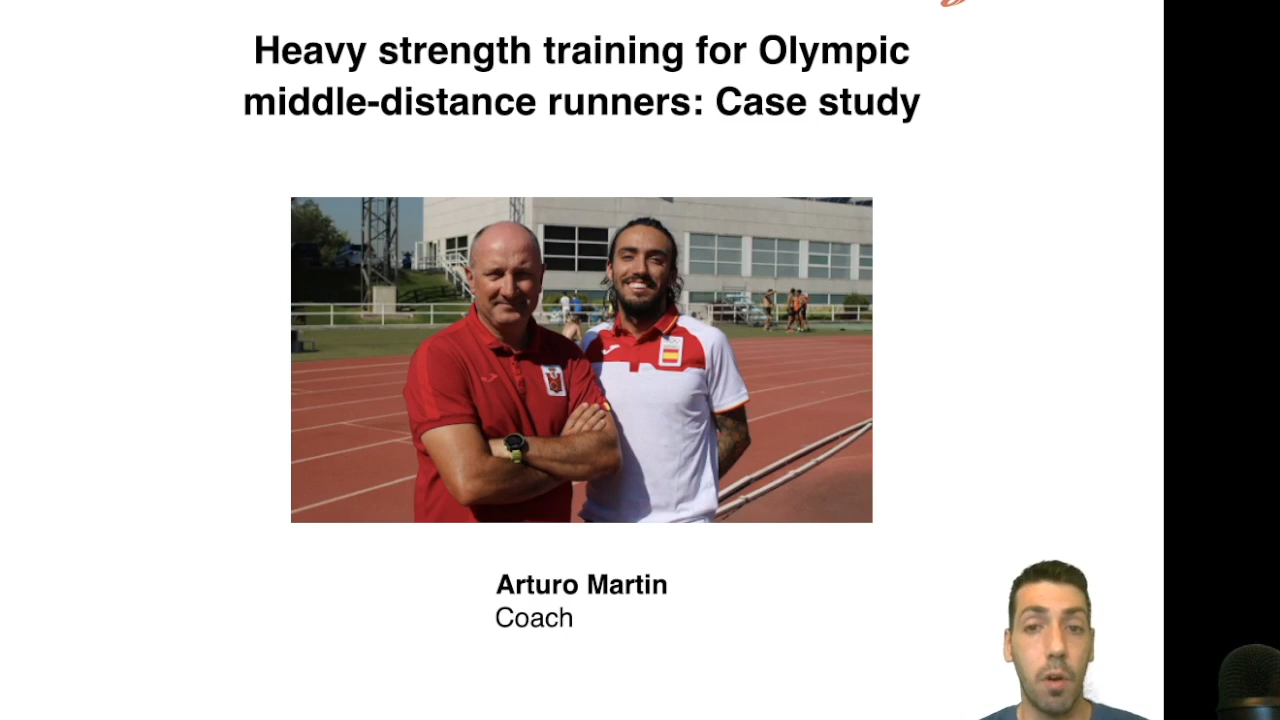 Heavy strength training for Olympic
middle-distance runners: Case study
Arturo Martin
Coach